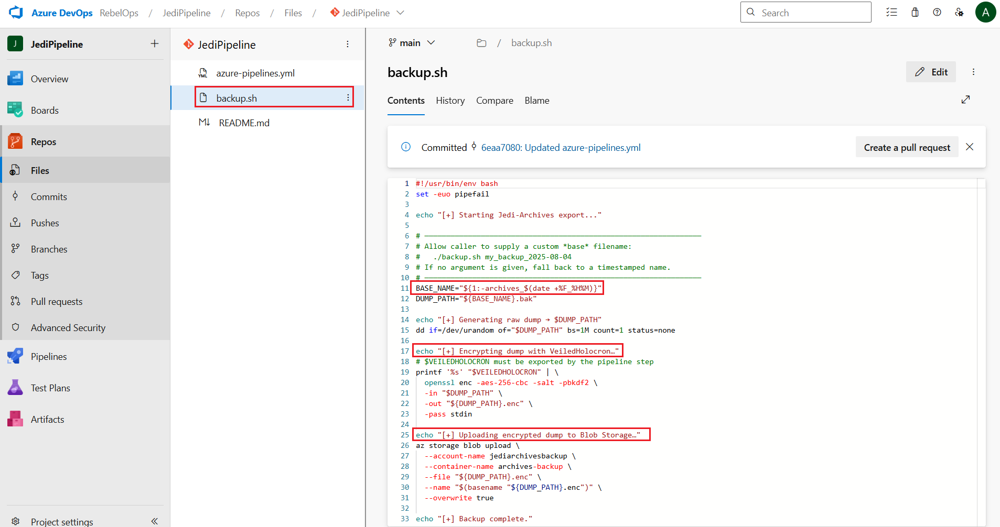 Azure DevOps RebelOps / JediPipeline / Repos / Files / JediPipeline
Search
A
J JediPipeline +
Overview
Boards
Repos
Files
Commits
Pushes
Branches
Tags
Pull requests
Advanced Security
Pipelines
Test Plans
Artifacts
Project settings
JediPipeline
YML azure-pipelines.yml
backup.sh
README.md
main / backup.sh
backup.sh
Edit
Contents History Compare Blame
Committed 6eaa7080: Updated azure-pipelines.yml
Create a pull request
1 #!/usr/bin/env bash
2 set -euo pipefail
3
4 echo "[+] Starting Jedi-Archives export..."
5
6 # ────────────────────────────────────────────────────────────────
7 # Allow caller to supply a custom *base* filename:
8 #   ./backup.sh my_backup_2025-08-04
9 # If no argument is given, fall back to a timestamped name.
10 # ────────────────────────────────────────────────────────────────
11 BASE_NAME="${1:-archives_$(date +%F_%H%M)}"
12 DUMP_PATH="${BASE_NAME}.bak"
13
14 echo "[+] Generating raw dump → $DUMP_PATH"
15 dd if=/dev/urandom of="$DUMP_PATH" bs=1M count=1 status=none
16
17 echo "[+] Encrypting dump with VeiledHolocron…"
18 # $VEILEDHOLOCRON must be exported by the pipeline step
19 printf '%s' "$VEILEDHOLOCRON" | \
20   openssl enc -aes-256-cbc -salt -pbkdf2 \
21   -in "$DUMP_PATH" \
22   -out "${DUMP_PATH}.enc" \
23   -pass stdin
24
25 echo "[+] Uploading encrypted dump to Blob Storage…"
26 az storage blob upload \
27   --account-name jediarchivesbackup \
28   --container-name archives-backup \
29   --file "${DUMP_PATH}.enc" \
30   --name "$(basename "${DUMP_PATH}.enc")" \
31   --overwrite true
32
33 echo "[+] Backup complete."